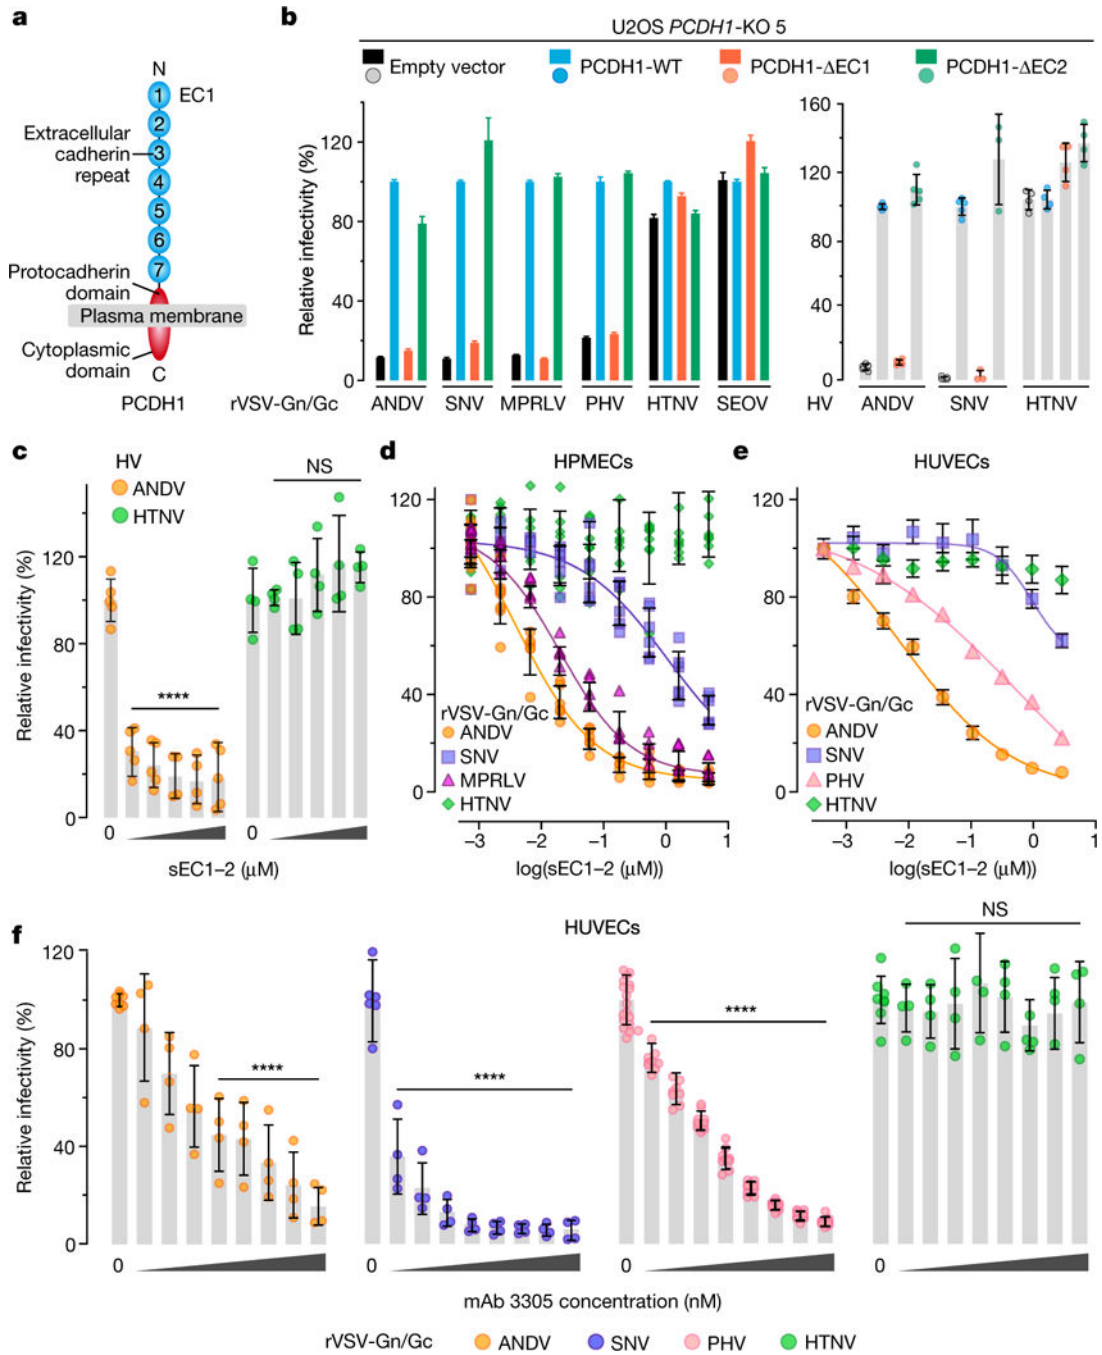 a
N
1 EC1
2
Extracellular
cadherin
repeat
3
4
5
6
7
Protocadherin
domain
Plasma membrane
Cytoplasmic
domain
C
PCDH1
b
U2OS PCDH1-KO 5
Empty vector PCDH1-WT PCDH1-ΔEC1 PCDH1-ΔEC2
Relative infectivity (%)
120
80
40
0
rVSV-Gn/Gc ANDV SNV MPRLV PHV HTNV SEOV
160
120
80
40
0
HV ANDV SNV HTNV
c
HV
ANDV
HTNV
NS
Relative infectivity (%)
120
80
40
0
****
0 0
sEC1–2 (μM)
d
HPMECs
120
80
40
0
rVSV-Gn/Gc
ANDV
SNV
MPRLV
HTNV
–3 –2 –1 0 1
log(sEC1–2 (μM))
e
HUVECs
120
80
40
0
rVSV-Gn/Gc
ANDV
SNV
PHV
HTNV
–3 –2 –1 0 1
log(sEC1–2 (μM))
f
HUVECs
Relative infectivity (%)
120
80
40
0
**** **** **** NS
0 0 0 0
mAb 3305 concentration (nM)
rVSV-Gn/Gc ANDV SNV PHV HTNV